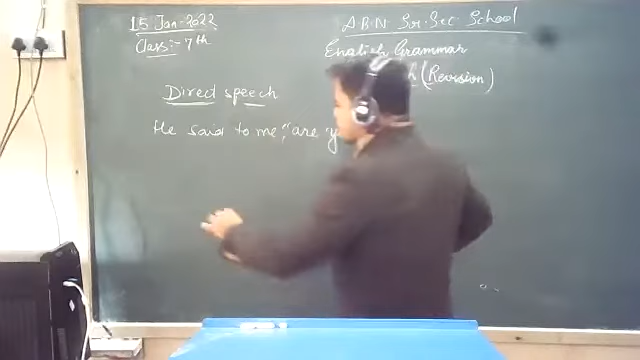 15 Jan-2022
Class:- 7th
A.B.N Sr. Sec. School
English Grammar
(Revision)
Direct speech
He said to me, "are